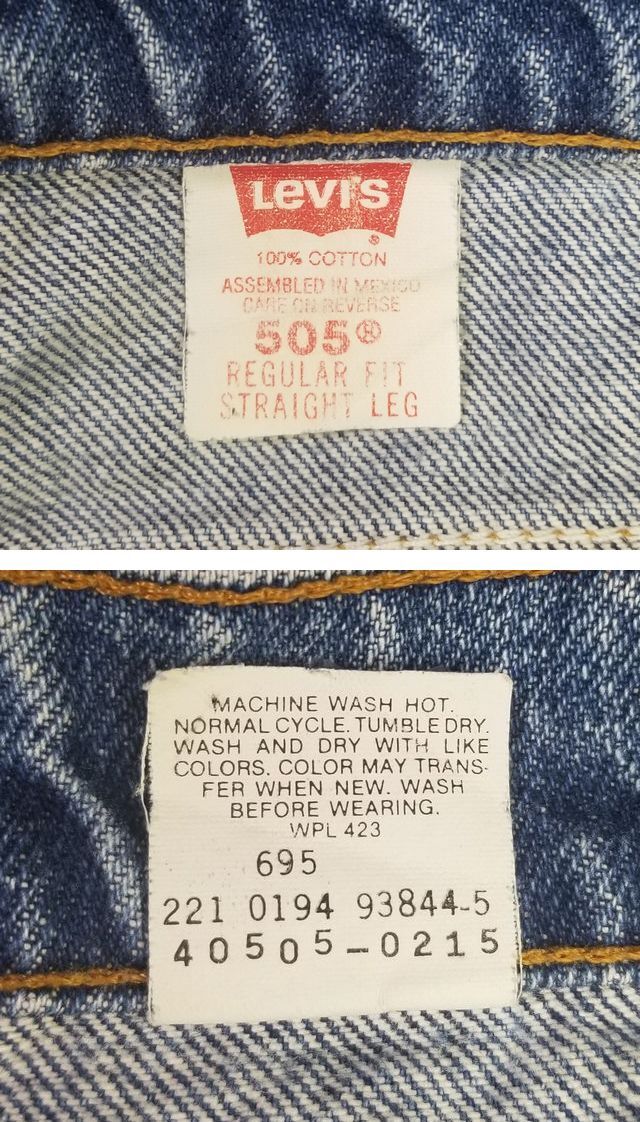 Levi's
®
100% COTTON
ASSEMBLED IN MEXICO
CARE ON REVERSE
505®
REGULAR FIT
STRAIGHT LEG
MACHINE WASH HOT.
NORMAL CYCLE. TUMBLE DRY.
WASH AND DRY WITH LIKE
COLORS. COLOR MAY TRANS-
FER WHEN NEW. WASH
BEFORE WEARING.
WPL 423
695
221 0194 93844-5
40505-0215